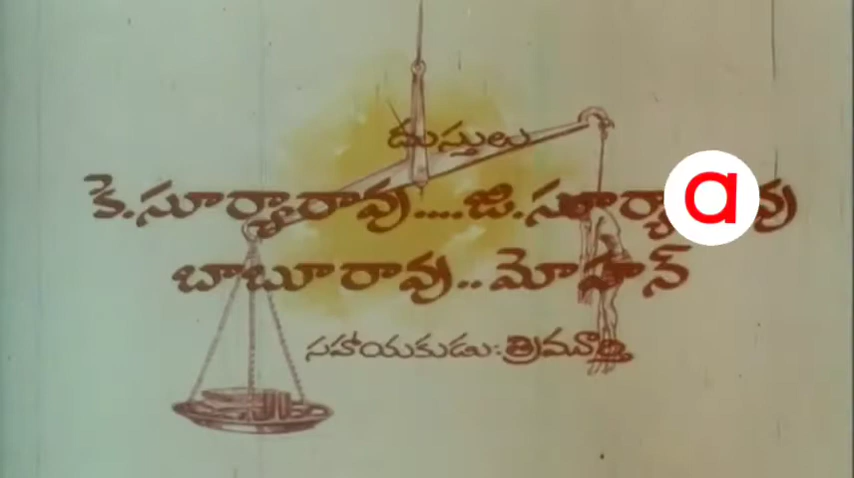 దుస్తులు
కె.సూర్యారావు....జి.సూర్యా a వు
బాబూరావు..మోహన్
సహాయకుడు:త్రిమూర్తి